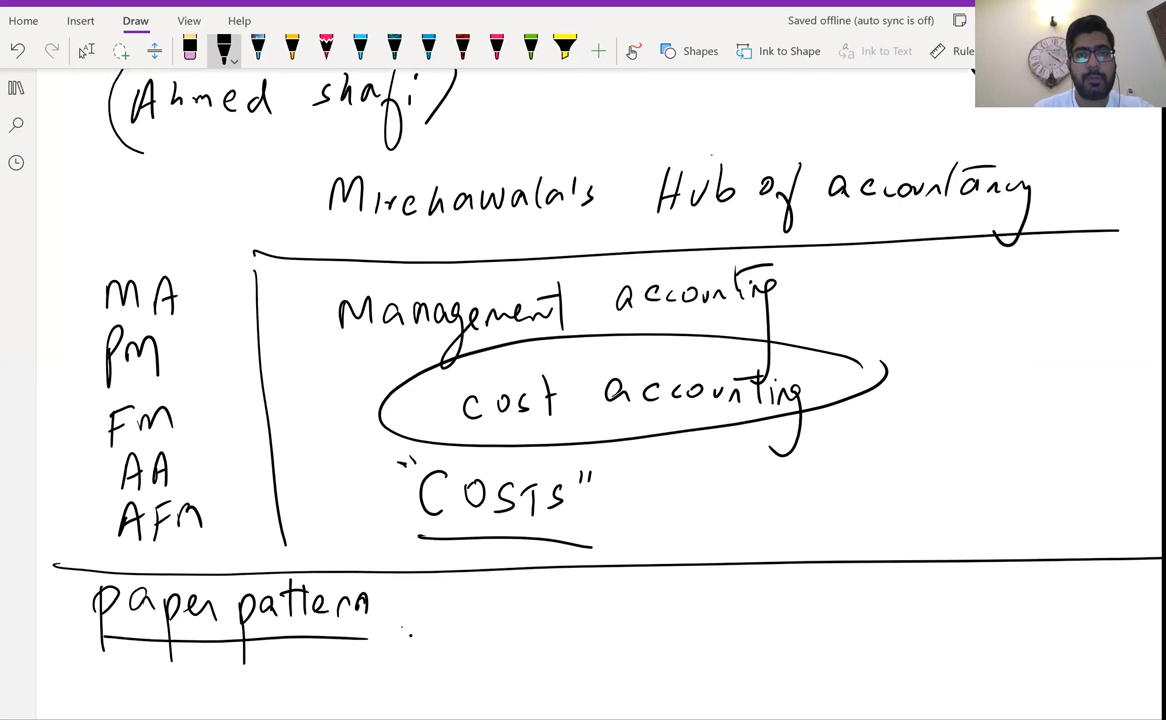 Home Insert Draw View Help Saved offline (auto sync is off)
Shapes Ink to Shape Ink to Text Rule
(Ahmed shafi)
Mirchawala's Hub of accountancy
MA
PM
FM
AA
AFM
Management accounting
cost accounting
"COSTS"
paper pattern